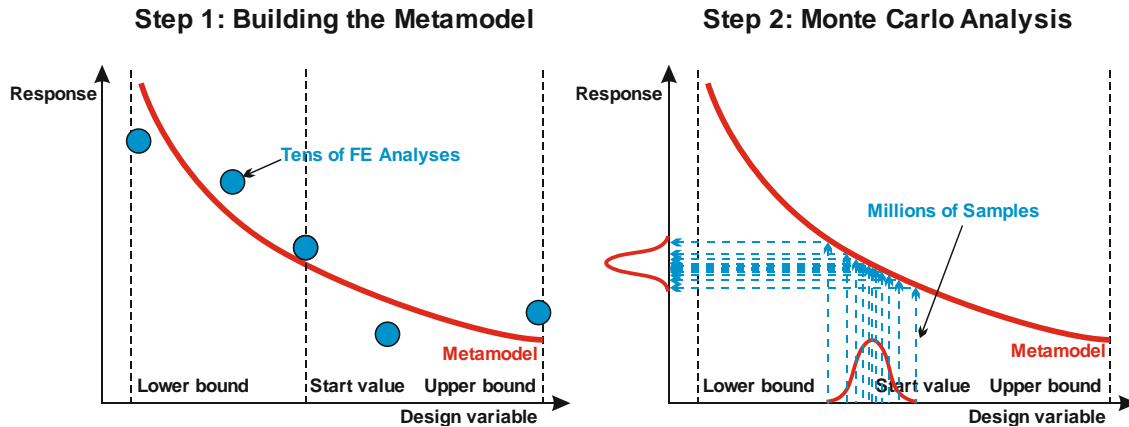 Step 1: Building the Metamodel
Response
Tens of FE Analyses
Metamodel
Lower bound
Start value
Upper bound
Design variable
Step 2: Monte Carlo Analysis
Response
Millions of Samples
Metamodel
Lower bound
Start value
Upper bound
Design variable